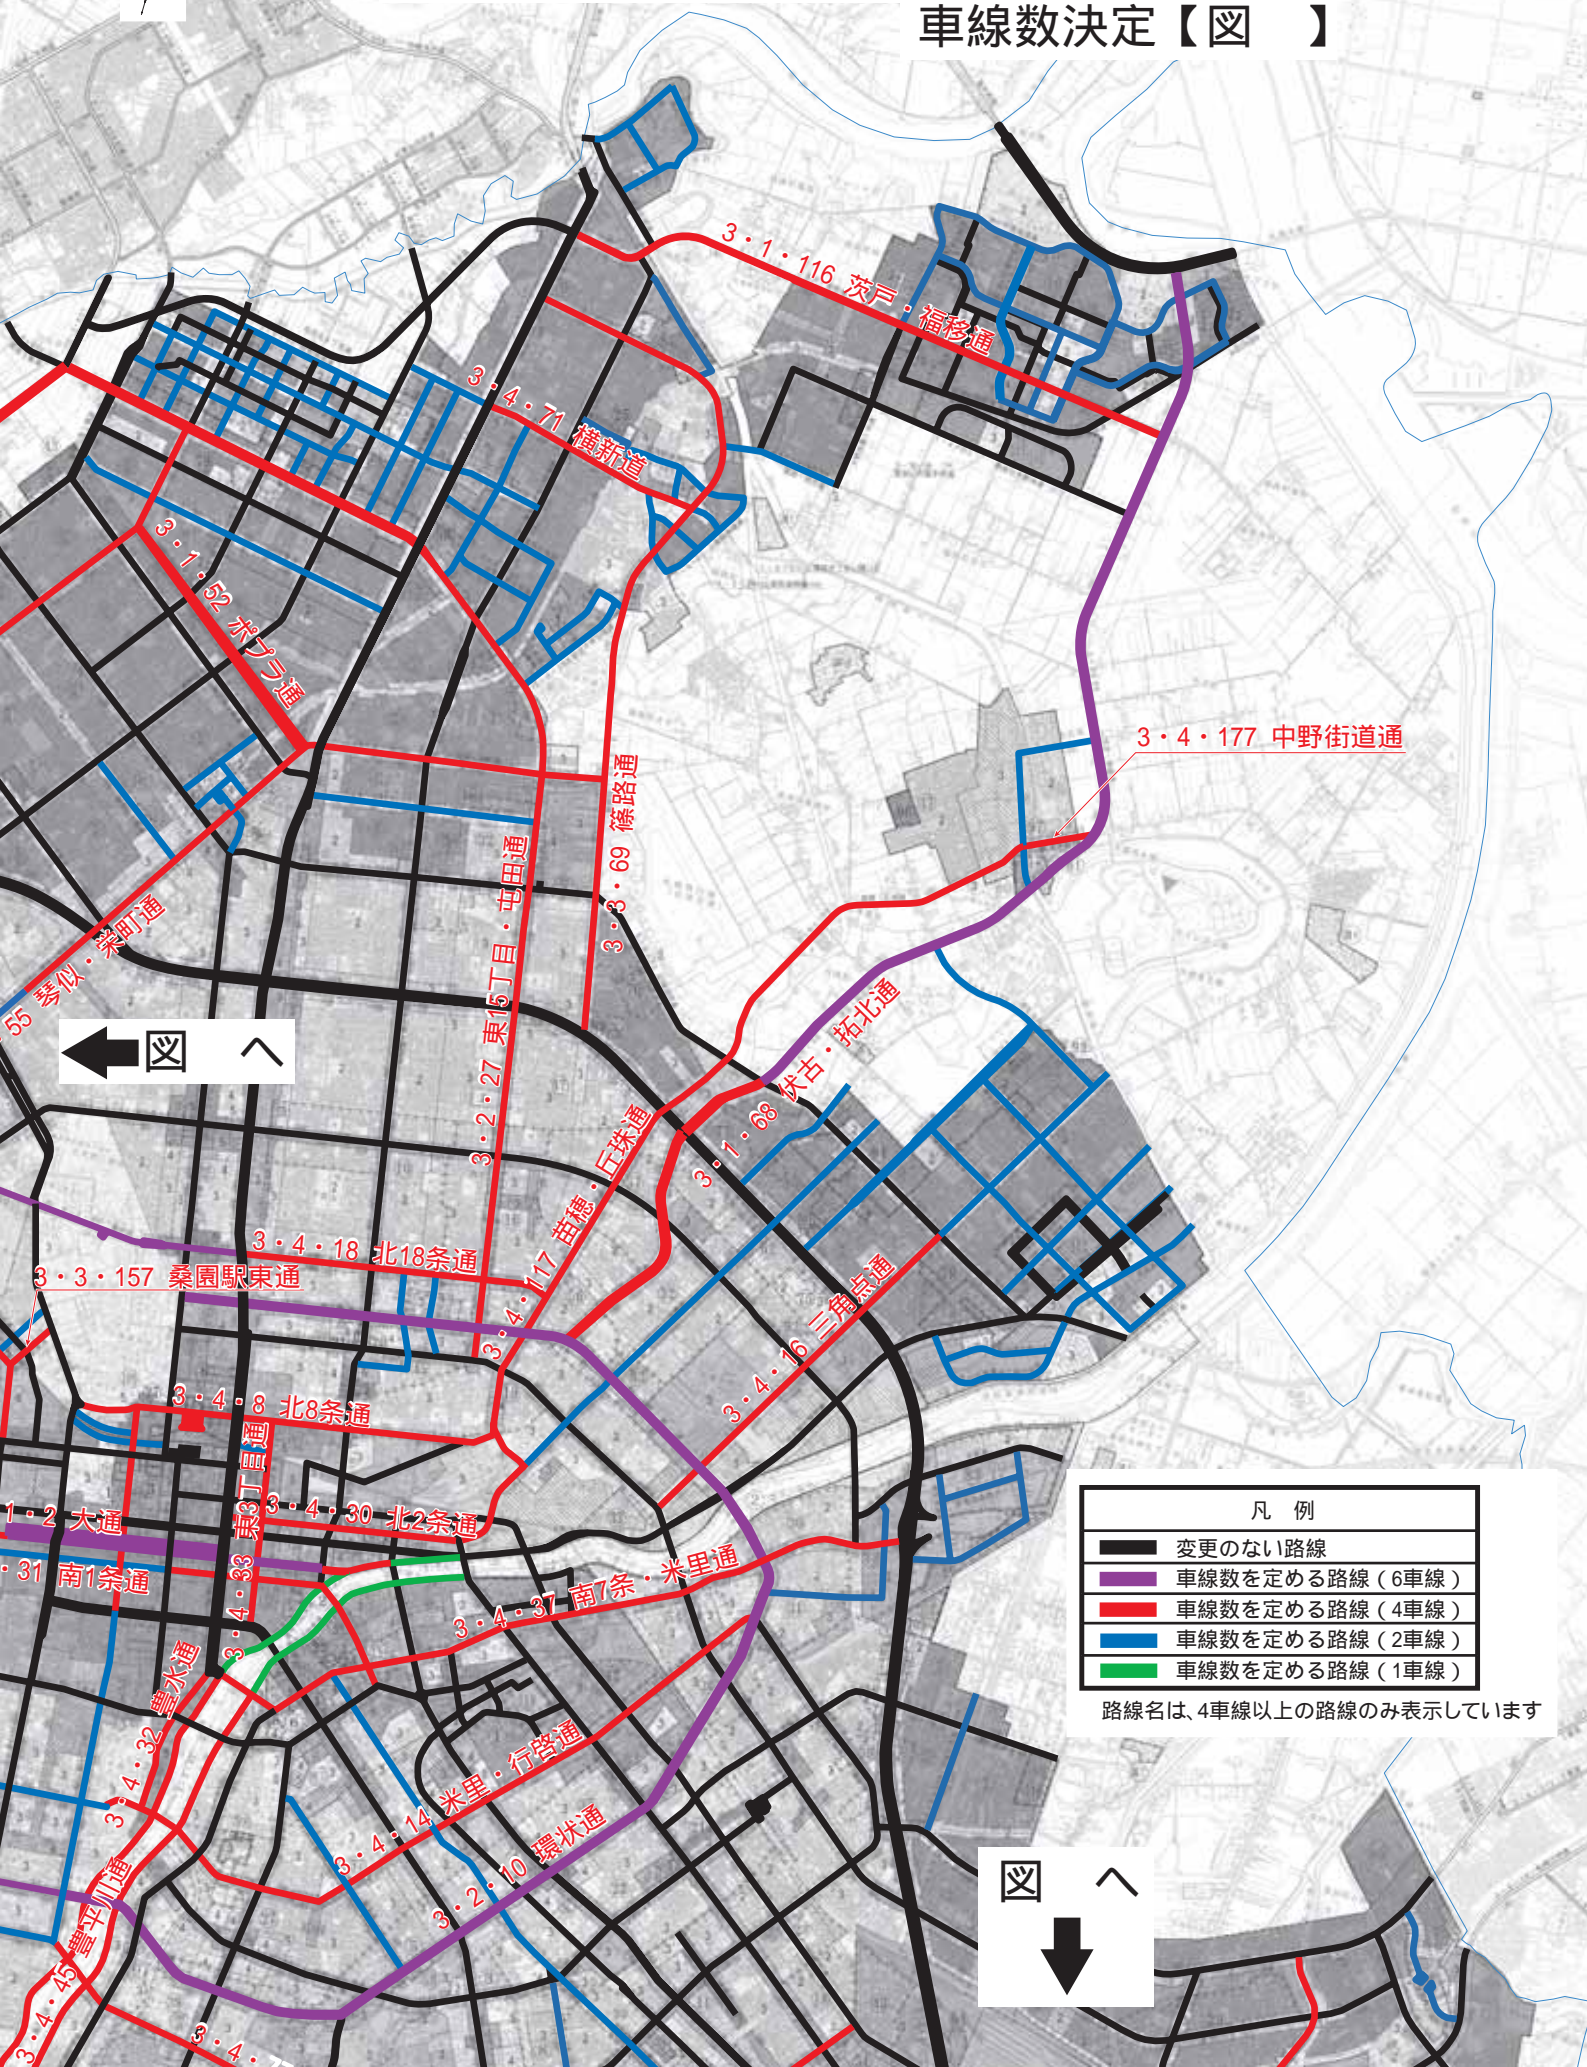 車線数決定【図　】
3・1・116 茨戸・福移通
3・4・71 横新道
3・1・52 ポプラ通
3・4・177 中野街道通
3・3・69 篠路通
3・2・27 東15丁目・屯田通
55 琴似・栄町通
図　へ
3・1・68 伏古・拓北通
3・4・117 苗穂・丘珠通
3・4・18 北18条通
3・3・157 桑園駅東通
3・4・16 三角点通
3・4・8 北8条通
3・4・33 東3丁目通
3・4・30 北2条通
1・2 大通
・31 南1条通
3・4・37 南7条・米里通
3・4・32 豊水通
3・4・14 米里・行啓通
3・2・10 環状通
3・4・45 豊平川通
3・4・
凡 例
変更のない路線
車線数を定める路線（6車線）
車線数を定める路線（4車線）
車線数を定める路線（2車線）
車線数を定める路線（1車線）
路線名は、4車線以上の路線のみ表示しています
図　へ